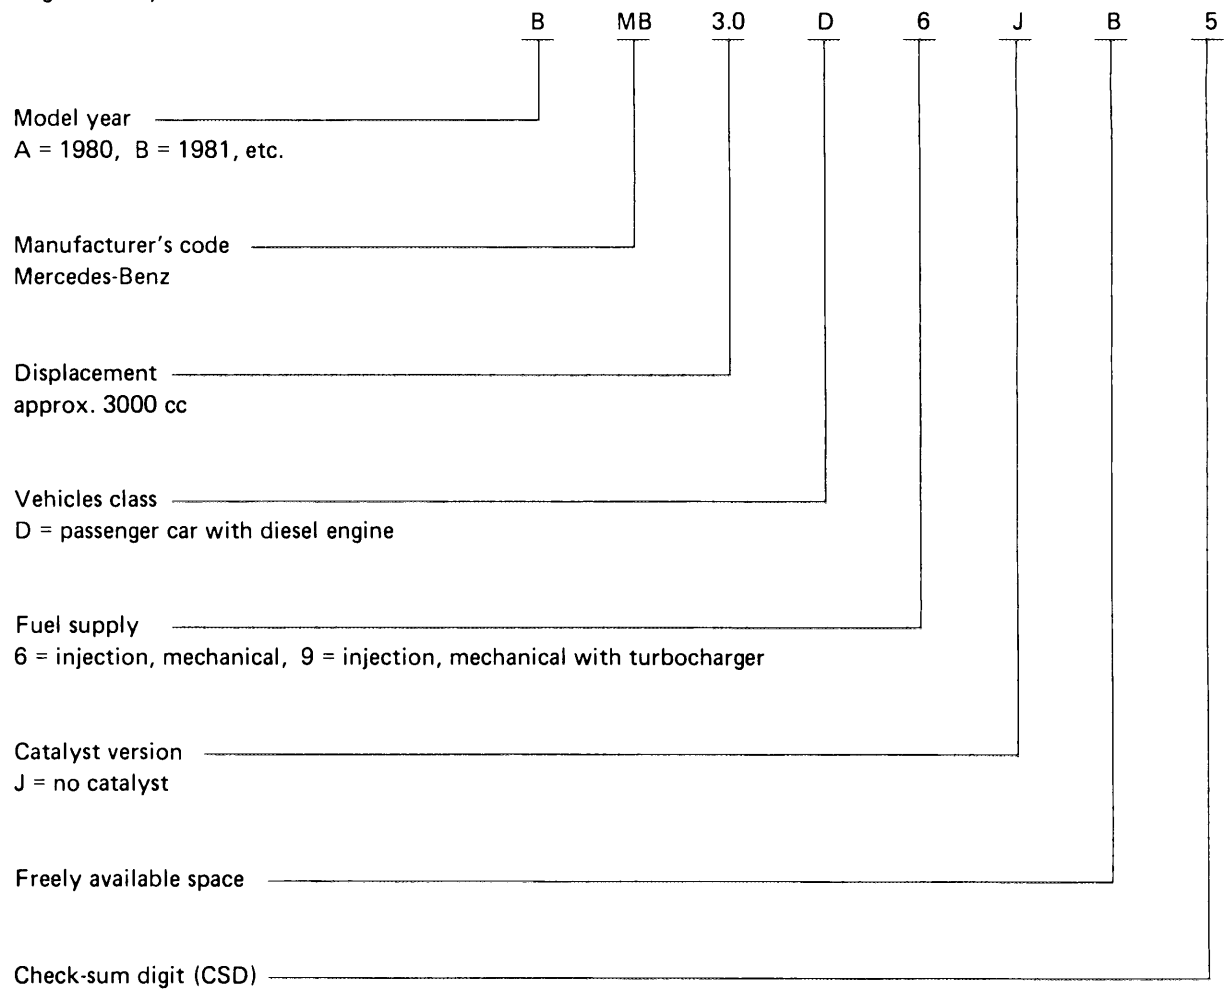 B MB 3.0 D 6 J B 5
Model year
A = 1980, B = 1981, etc.
Manufacturer's code
Mercedes-Benz
Displacement
approx. 3000 cc
Vehicles class
D = passenger car with diesel engine
Fuel supply
6 = injection, mechanical, 9 = injection, mechanical with turbocharger
Catalyst version
J = no catalyst
Freely available space
Check-sum digit (CSD)